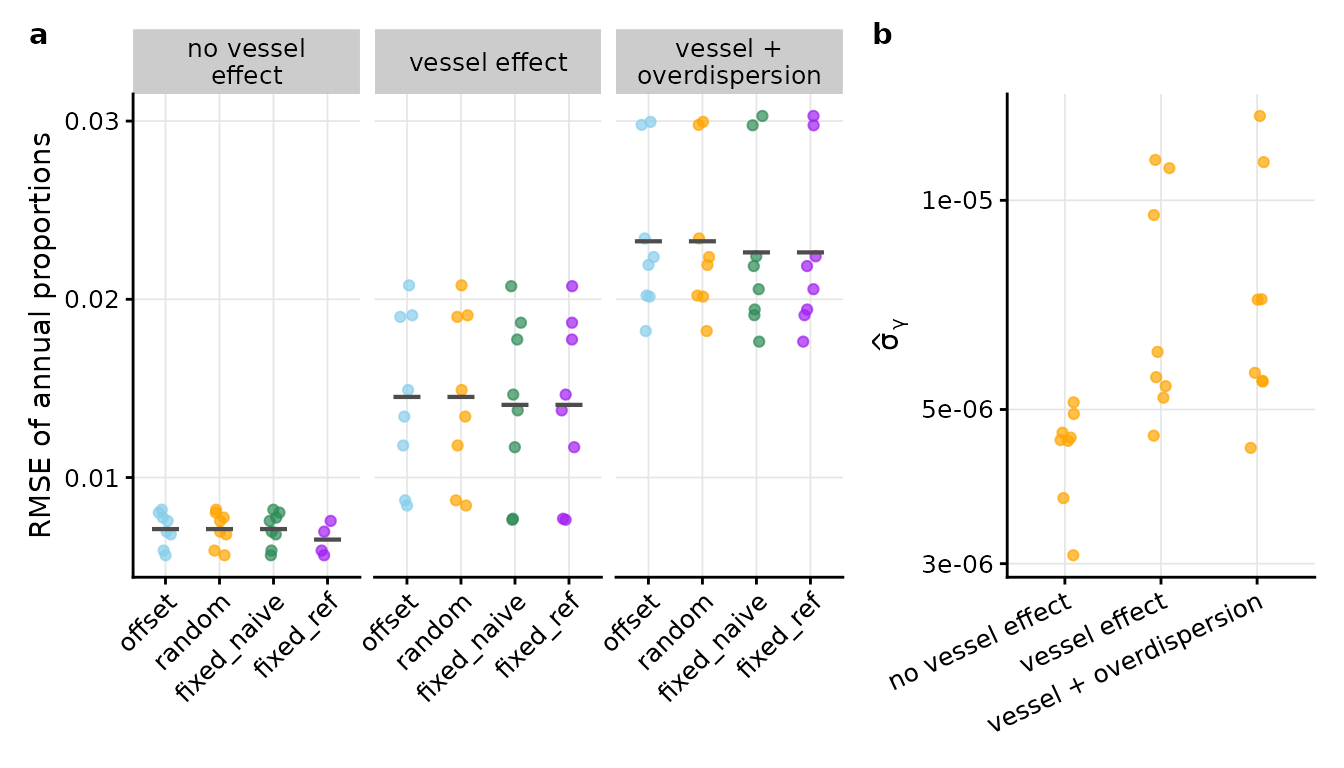 a
no vessel
effect
vessel effect
vessel +
overdispersion
RMSE of annual proportions
0.03
0.02
0.01
offset
random
fixed_naive
fixed_ref
offset
random
fixed_naive
fixed_ref
offset
random
fixed_naive
fixed_ref
b
σ̂γ
1e-05
5e-06
3e-06
no vessel effect
vessel effect
vessel + overdispersion